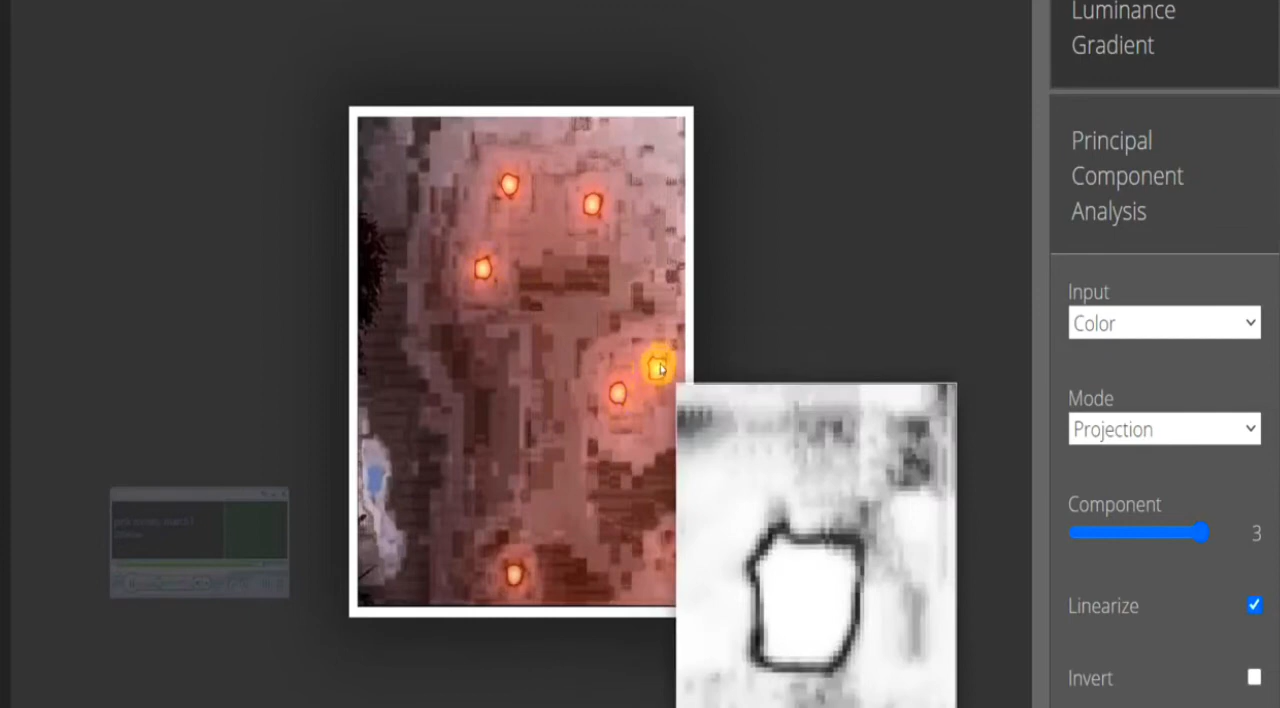 Luminance
Gradient
Principal
Component
Analysis
Input
Color
Mode
Projection
Component
3
Linearize
Invert